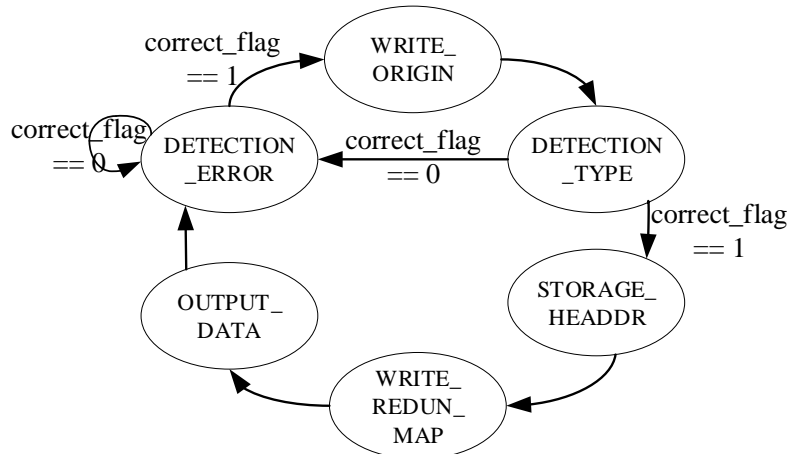 correct_flag
== 1
WRITE_
ORIGIN
correct_flag
== 0
DETECTION
_ERROR
correct_flag
== 0
DETECTION
_TYPE
correct_flag
== 1
OUTPUT_
DATA
STORAGE_
HEADDR
WRITE_
REDUN_
MAP